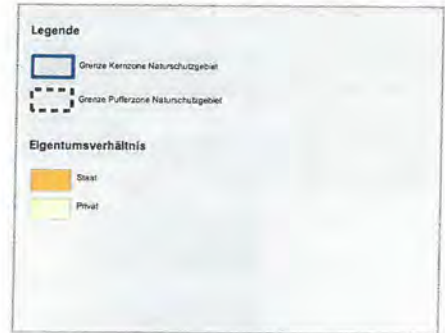 Legende
Grenze Kernzone Naturschutzgebiet
Grenze Pufferzone Naturschutzgebiet
Eigentumsverhältnis
Staat
Privat